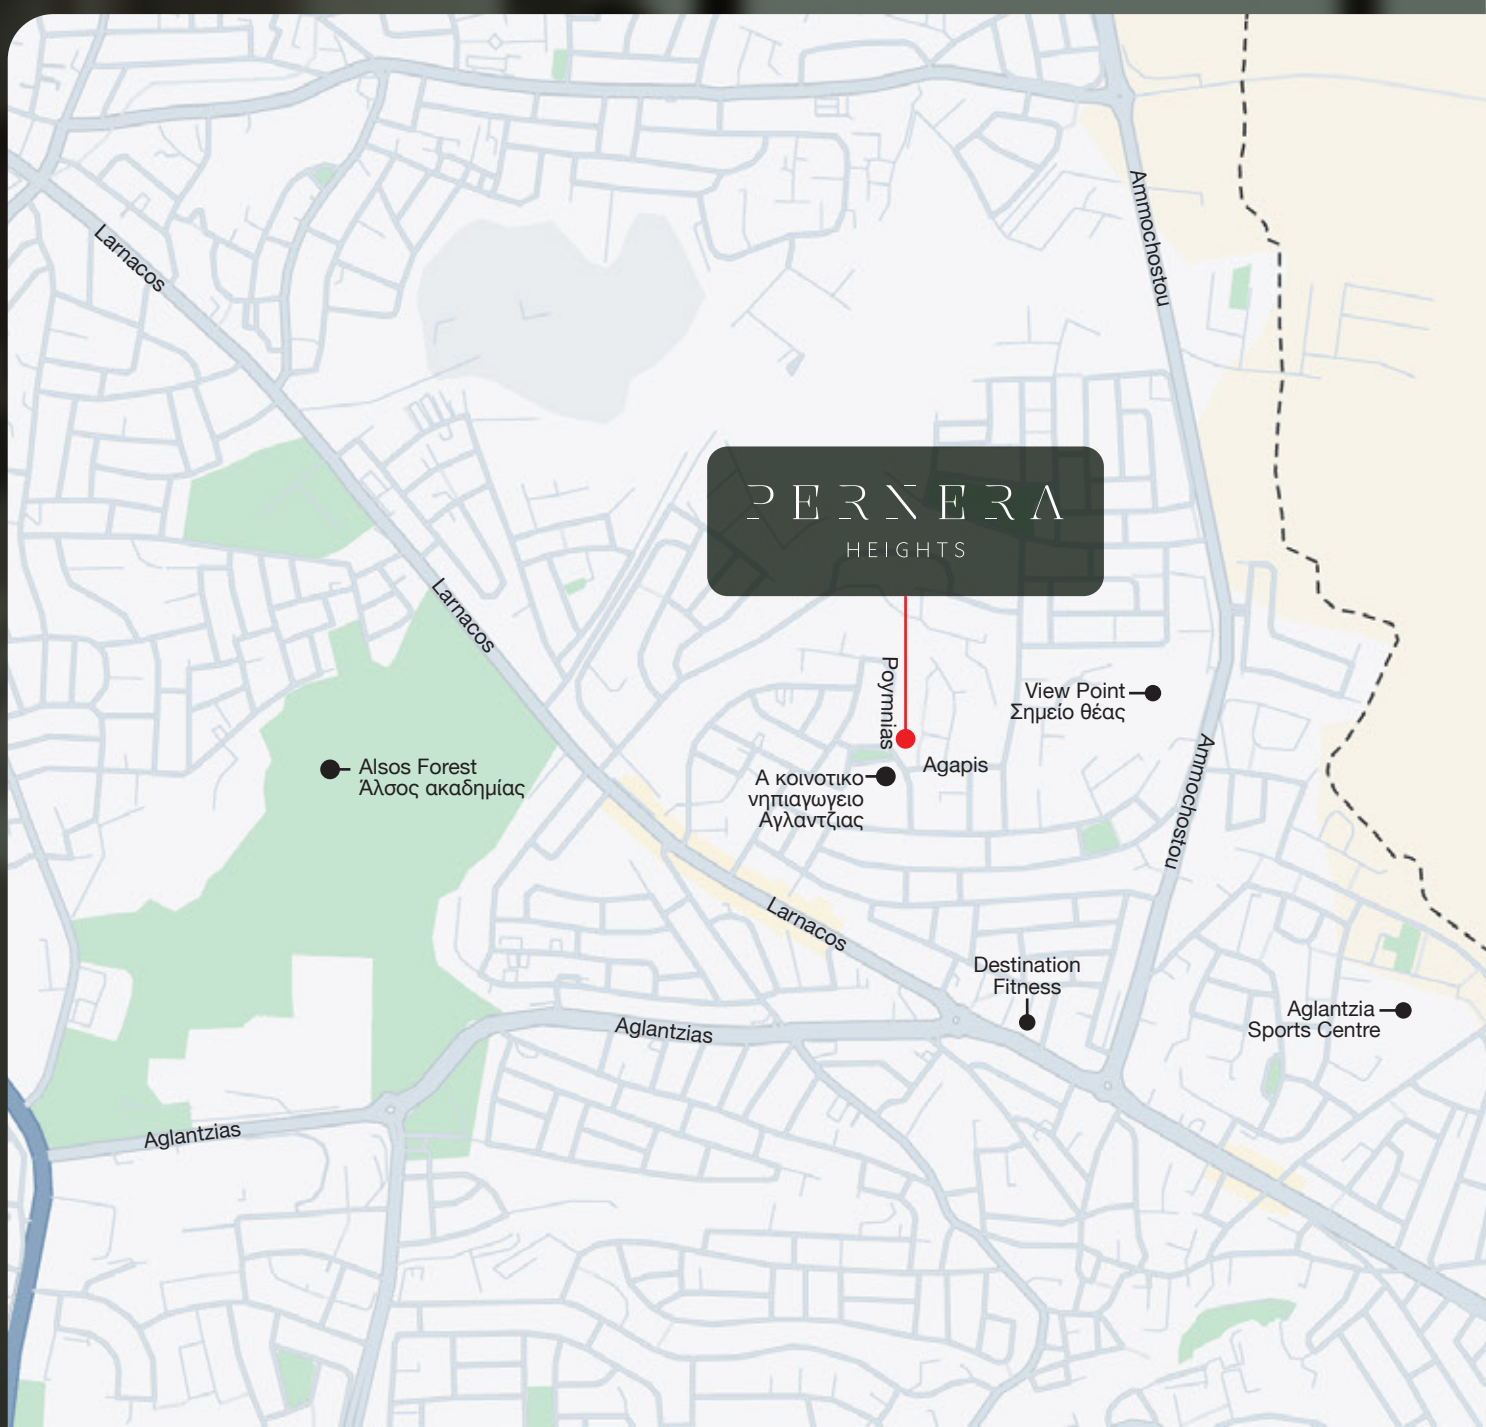 Larnacos
Ammochostou
PERNERA
HEIGHTS
Larnacos
Poymnias
View Point
Σημείο θέας
Agapis
Alsos Forest
Άλσος ακαδημίας
Α κοινοτικο
νηπιαγωγειο
Αγλαντζιας
Ammochostou
Larnacos
Destination
Fitness
Aglantzia
Sports Centre
Aglantzias
Aglantzias